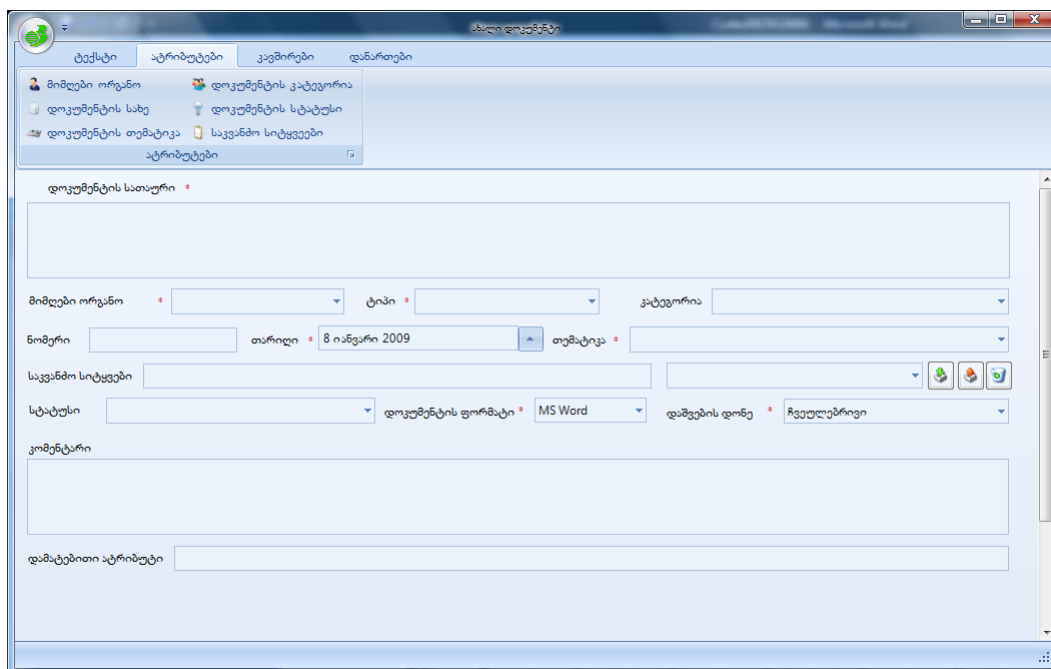 ახალი დოკუმენტი
ტექსტი ატრიბუტები კავშირები დანართები
მიმღები ორგანო დოკუმენტის კატეგორია
დოკუმენტის სახე დოკუმენტის სტატუსი
დოკუმენტის თემატიკა საკვანძო სიტყვები
ატრიბუტები
დოკუმენტის სათაური *
მიმღები ორგანო * ტიპი * კატეგორია
ნომერი თარიღი * 8 იანვარი 2009 თემატიკა *
საკვანძო სიტყვები
სტატუსი დოკუმენტის ფორმატი * MS Word დაშვების დონე * ჩვეულებრივი
კომენტარი
დამატებითი ატრიბუტი